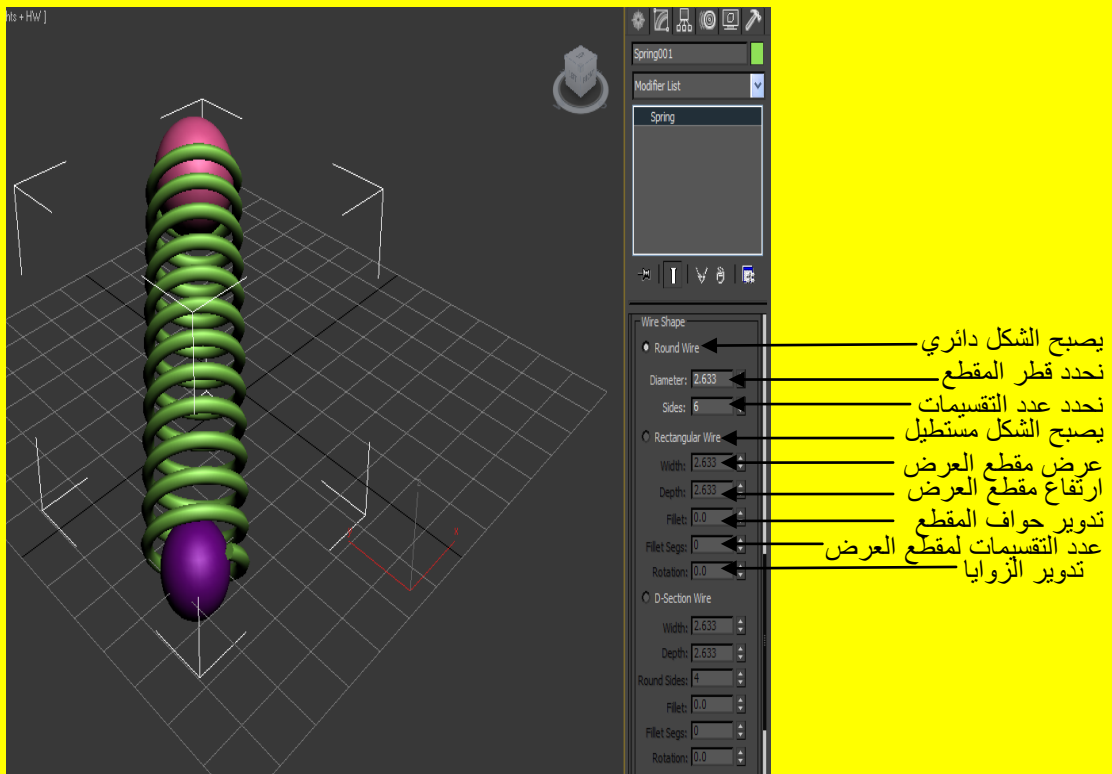 hts + HW ]
Spring001
Modifier List
Spring
Wire Shape
Round Wire
Diameter: 2.633
Sides: 6
Rectangular Wire
Width: 2.633
Depth: 2.633
Fillet: 0.0
Fillet Segs: 0
Rotation: 0.0
D-Section Wire
Width: 2.633
Depth: 2.633
Round Sides: 4
Fillet: 0.0
Fillet Segs: 0
Rotation: 0.0
يصبح الشكل دائري
نحدد قطر المقطع
نحدد عدد التقسيمات
يصبح الشكل مستطيل
عرض مقطع العرض
ارتفاع مقطع العرض
تدوير حواف المقطع
عدد التقسيمات لمقطع العرض
تدوير الزوايا
x